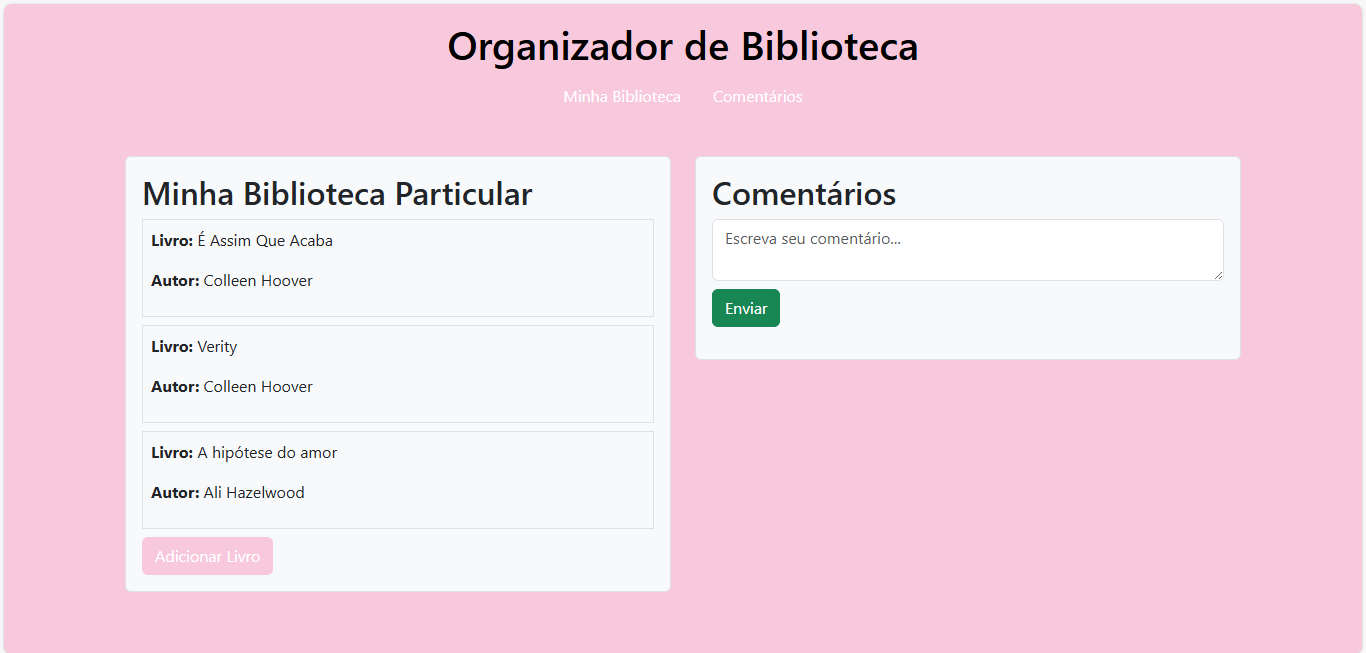 Organizador de Biblioteca
Minha Biblioteca Comentários
Minha Biblioteca Particular
Livro: É Assim Que Acaba
Autor: Colleen Hoover
Livro: Verity
Autor: Colleen Hoover
Livro: A hipótese do amor
Autor: Ali Hazelwood
Adicionar Livro
Comentários
Escreva seu comentário...
Enviar